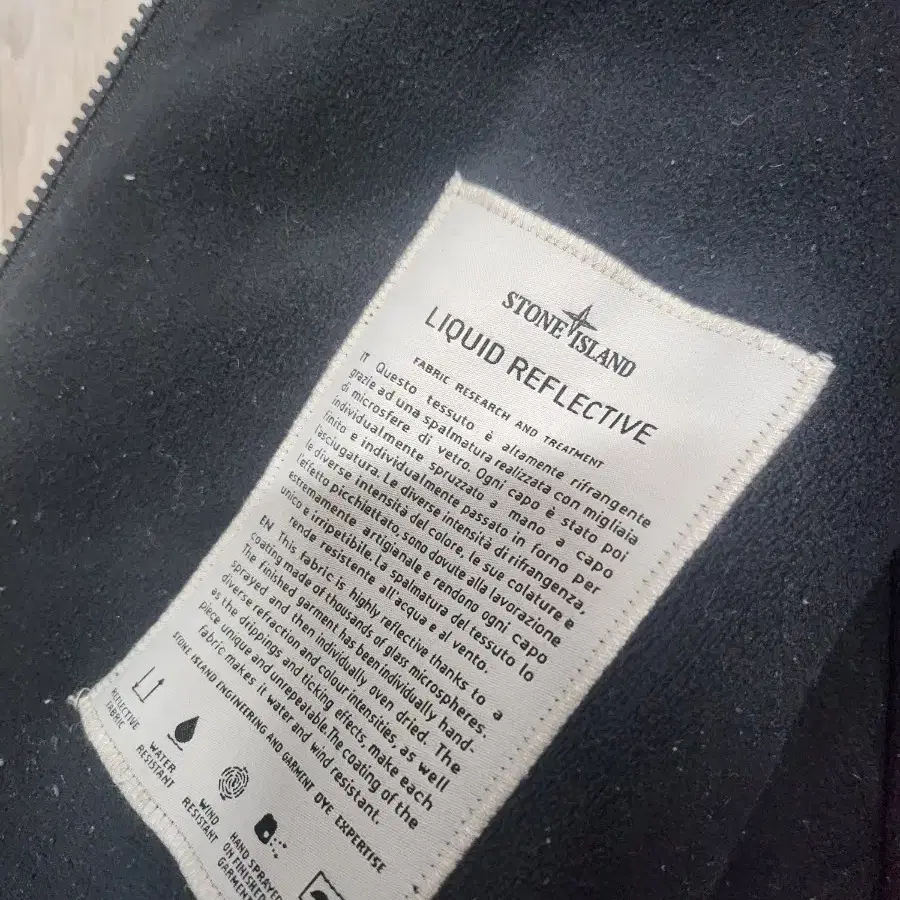 STONE ISLAND
LIQUID REFLECTIVE
FABRIC RESEARCH AND TREATMENT
IT Questo tessuto è altamente rifrangente
grazie ad una spalmatura realizzata con migliaia
di microsfere di vetro. Ogni capo è stato poi
individualmente spruzzato a mano a capo
finito e individualmente passato in forno per
l'asciugatura. Le diverse intensità di rifrangenza,
le diverse intensità del colore, le sue colature e
l'effetto picchiettato, sono dovute alla lavorazione
estremamente artigianale e rendono ogni capo
unico e irripetibile. La spalmatura del tessuto lo
rende resistente all'acqua e al vento.
EN This fabric is highly reflective thanks to a
coating made of thousands of glass microspheres.
The finished garment has been individually hand-
sprayed and then individually oven dried. The
diverse refraction and colour intensities, as well
as the drippings and ticking effects, make each
piece unique and unrepeatable.The coating of the
fabric makes it water and wind resistant.
STONE ISLAND ENGINEERING AND GARMENT DYE EXPERTISE
REFLECTIVE
FABRIC
WATER
RESISTANT
WIND
RESISTANT
HAND SPRAYED
ON FINISHED
GARMENT